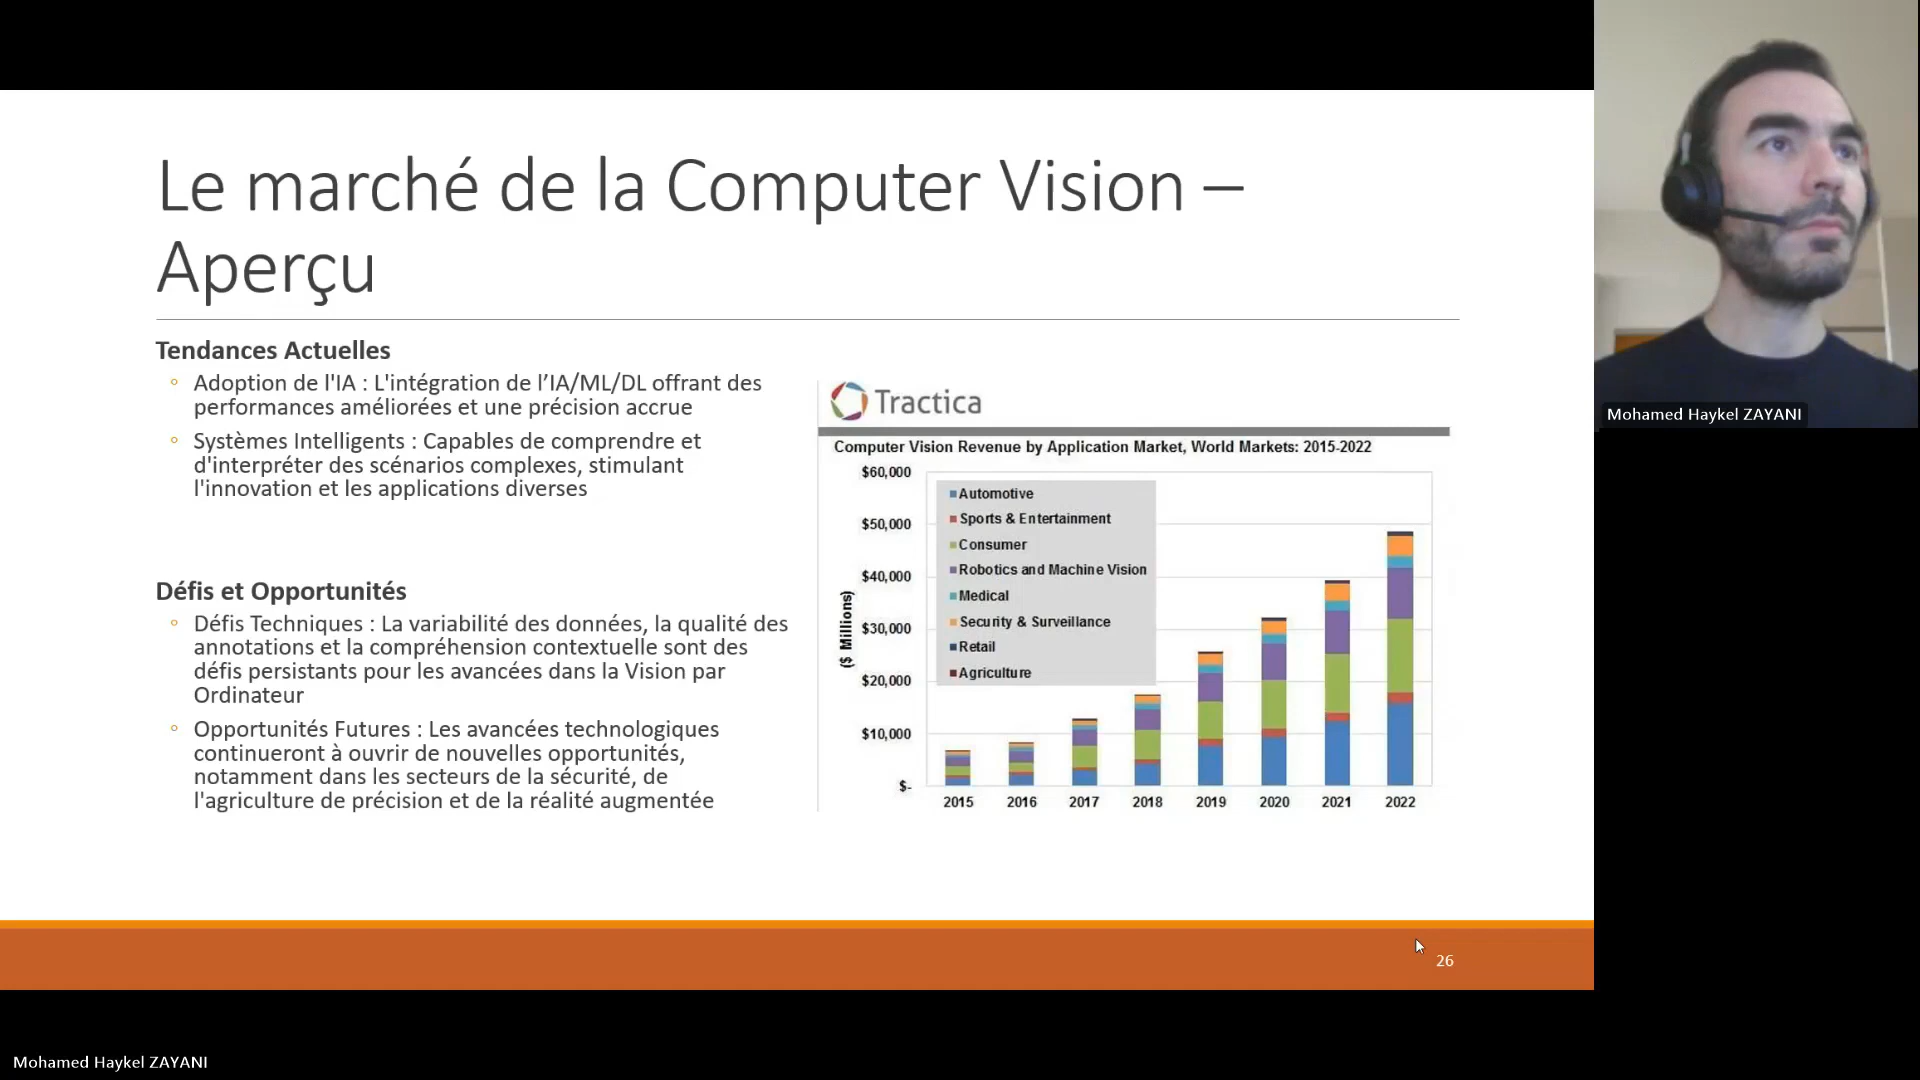 Le marché de la Computer Vision –
Aperçu
Tendances Actuelles
Adoption de l'IA : L'intégration de l’IA/ML/DL offrant des
performances améliorées et une précision accrue
Systèmes Intelligents : Capables de comprendre et
d'interpréter des scénarios complexes, stimulant
l'innovation et les applications diverses
Défis et Opportunités
Défis Techniques : La variabilité des données, la qualité des
annotations et la compréhension contextuelle sont des
défis persistants pour les avancées dans la Vision par
Ordinateur
Opportunités Futures : Les avancées technologiques
continueront à ouvrir de nouvelles opportunités,
notamment dans les secteurs de la sécurité, de
l'agriculture de précision et de la réalité augmentée
Tractica
Computer Vision Revenue by Application Market, World Markets: 2015-2022
($ Millions)
$60,000
$50,000
$40,000
$30,000
$20,000
$10,000
$-
Automotive
Sports & Entertainment
Consumer
Robotics and Machine Vision
Medical
Security & Surveillance
Retail
Agriculture
2015 2016 2017 2018 2019 2020 2021 2022
26
Mohamed Haykel ZAYANI
Mohamed Haykel ZAYANI